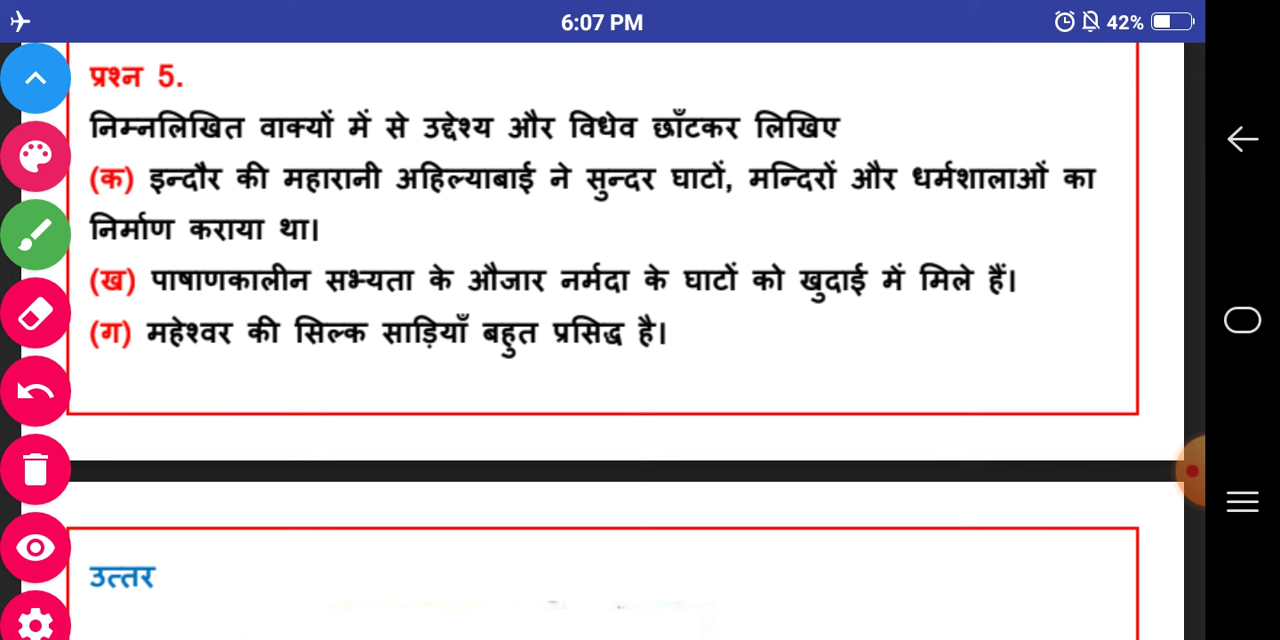 6:07 PM
42%
प्रश्न 5.
निम्नलिखित वाक्यों में से उद्देश्य और विधेव छाँटकर लिखिए
(क) इन्दौर की महारानी अहिल्याबाई ने सुन्दर घाटों, मन्दिरों और धर्मशालाओं का
निर्माण कराया था।
(ख) पाषाणकालीन सभ्यता के औजार नर्मदा के घाटों को खुदाई में मिले हैं।
(ग) महेश्वर की सिल्क साड़ियाँ बहुत प्रसिद्ध है।
उत्तर